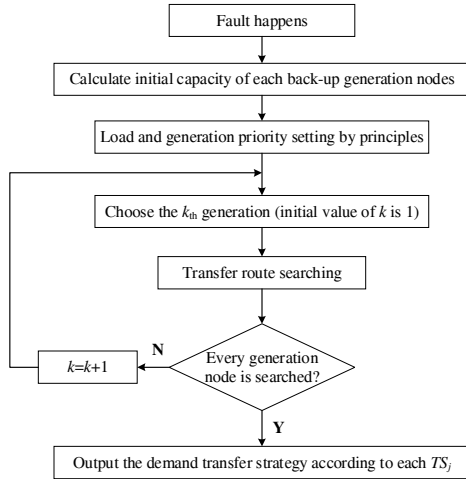 Fault happens
Calculate initial capacity of each back-up generation nodes
Load and generation priority setting by principles
Choose the kth generation (initial value of k is 1)
Transfer route searching
Every generation
node is searched?
N
k=k+1
Y
Output the demand transfer strategy according to each TSj